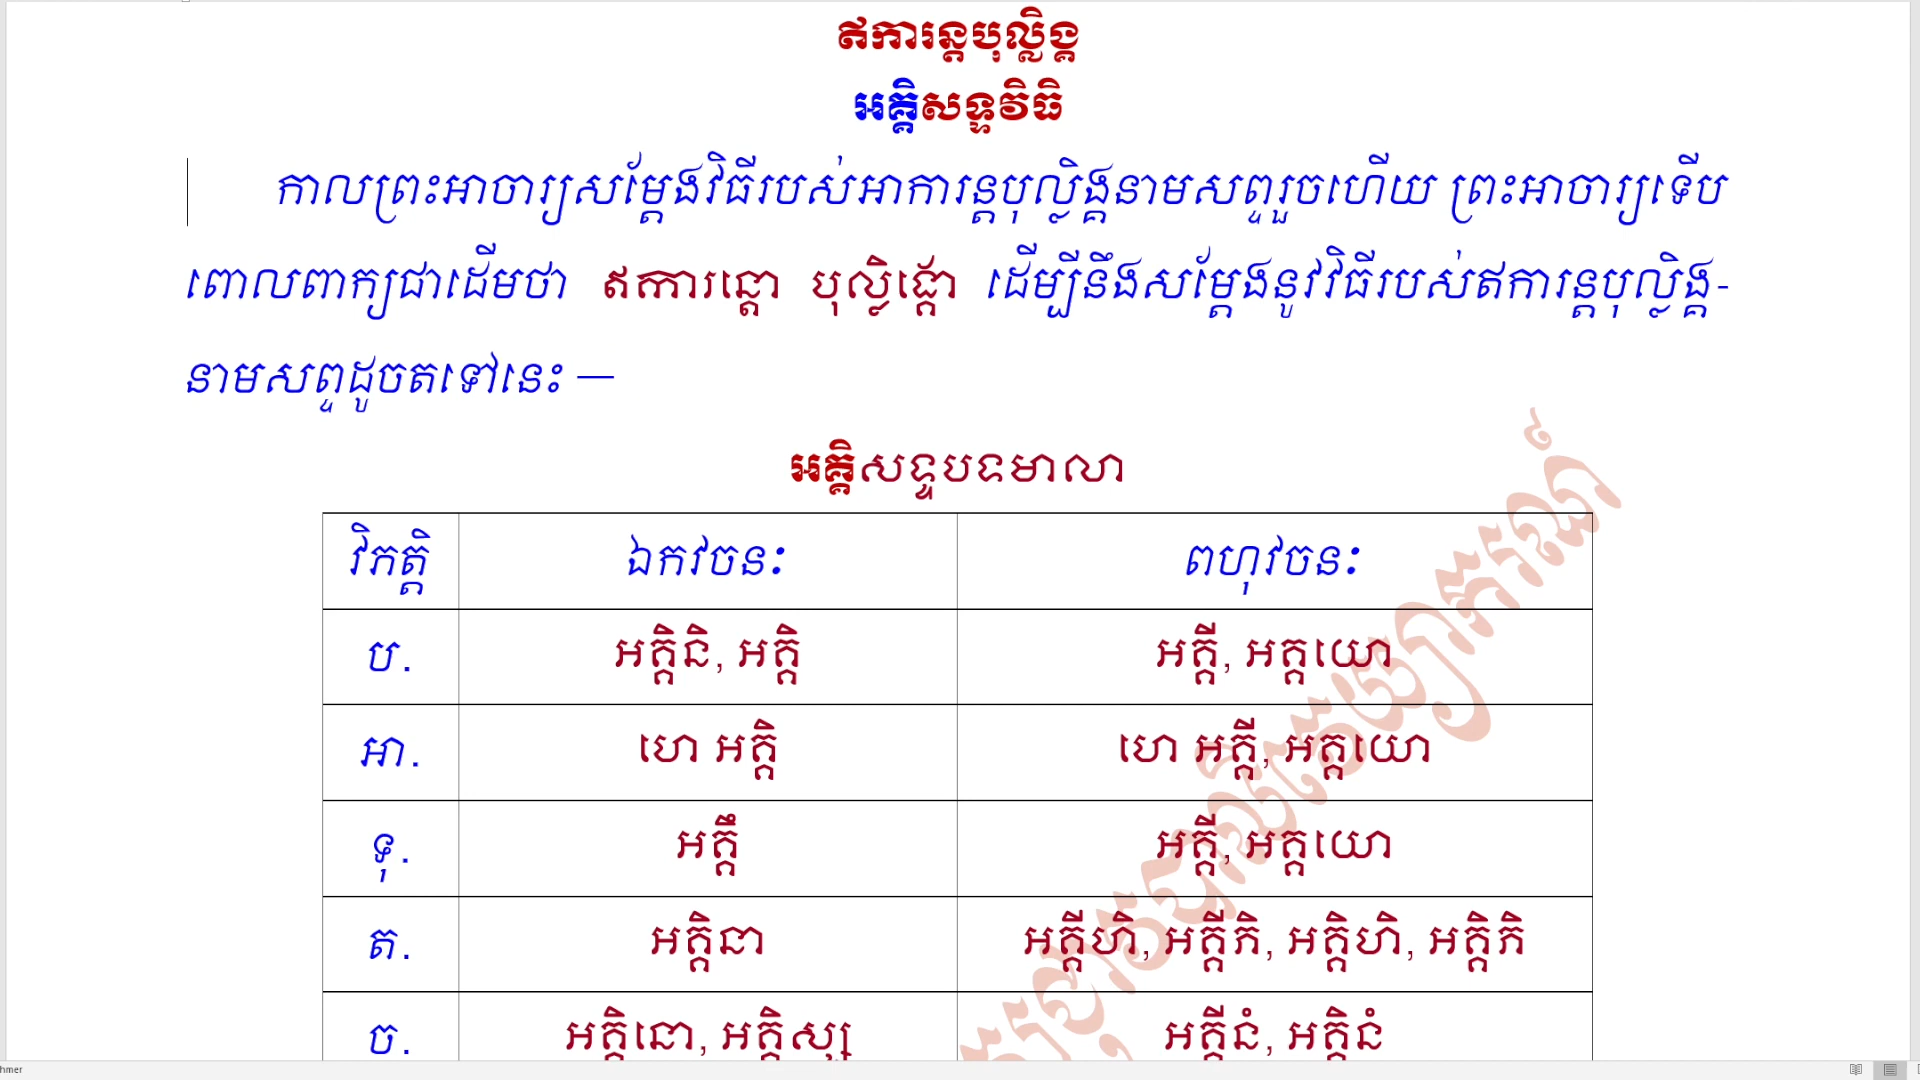 ឥការន្តបុល្លិង្គ
អគ្គិសទ្ទវិធិ
កាលព្រះអាចារ្យសម្ដែងវិធីរបស់អាការន្តបុល្លិង្គនាមសព្ទរួចហើយ ព្រះអាចារ្យទើប
ពោលពាក្យជាដើមថា ឥការន្តោ បុល្លិង្គោ ដើម្បីនឹងសម្ដែងនូវវិធីរបស់ឥការន្តបុល្លិង្គ-
នាមសព្ទដូចតទៅនេះ —
អគ្គិសទ្ទបទមាលា
វិភត្តិ ឯកវចនៈ ពហុវចនៈ
ប. អគ្គិនិ, អគ្គិ អគ្គី, អគ្គយោ
អា. ហេ អគ្គិ ហេ អគ្គី, អគ្គយោ
ទុ. អគ្គឹ អគ្គី, អគ្គយោ
ត. អគ្គិនា អគ្គីហិ, អគ្គីភិ, អគ្គិហិ, អគ្គិភិ
ច. អគ្គិនោ, អគ្គិស្ស អគ្គីនំ, អគ្គិនំ
hmer